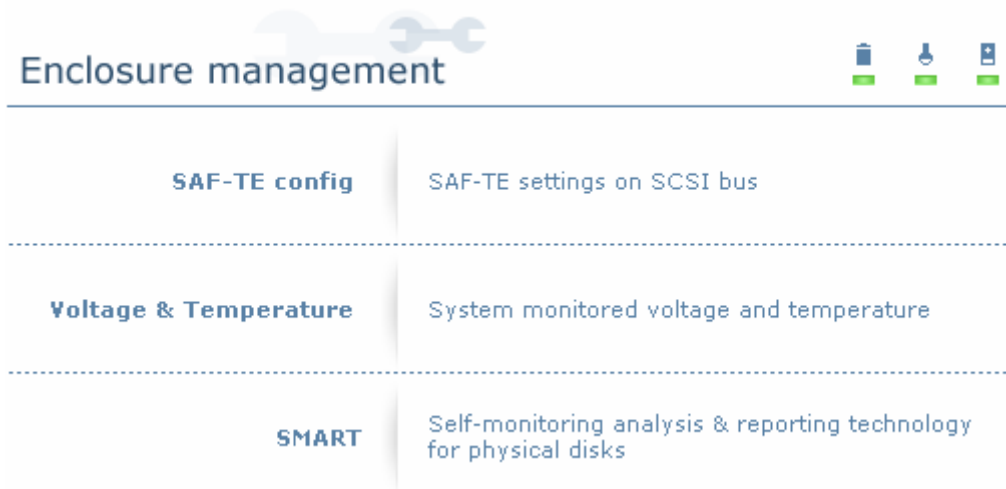 Enclosure management
SAF-TE config
SAF-TE settings on SCSI bus
Voltage & Temperature
System monitored voltage and temperature
SMART
Self-monitoring analysis & reporting technology
for physical disks